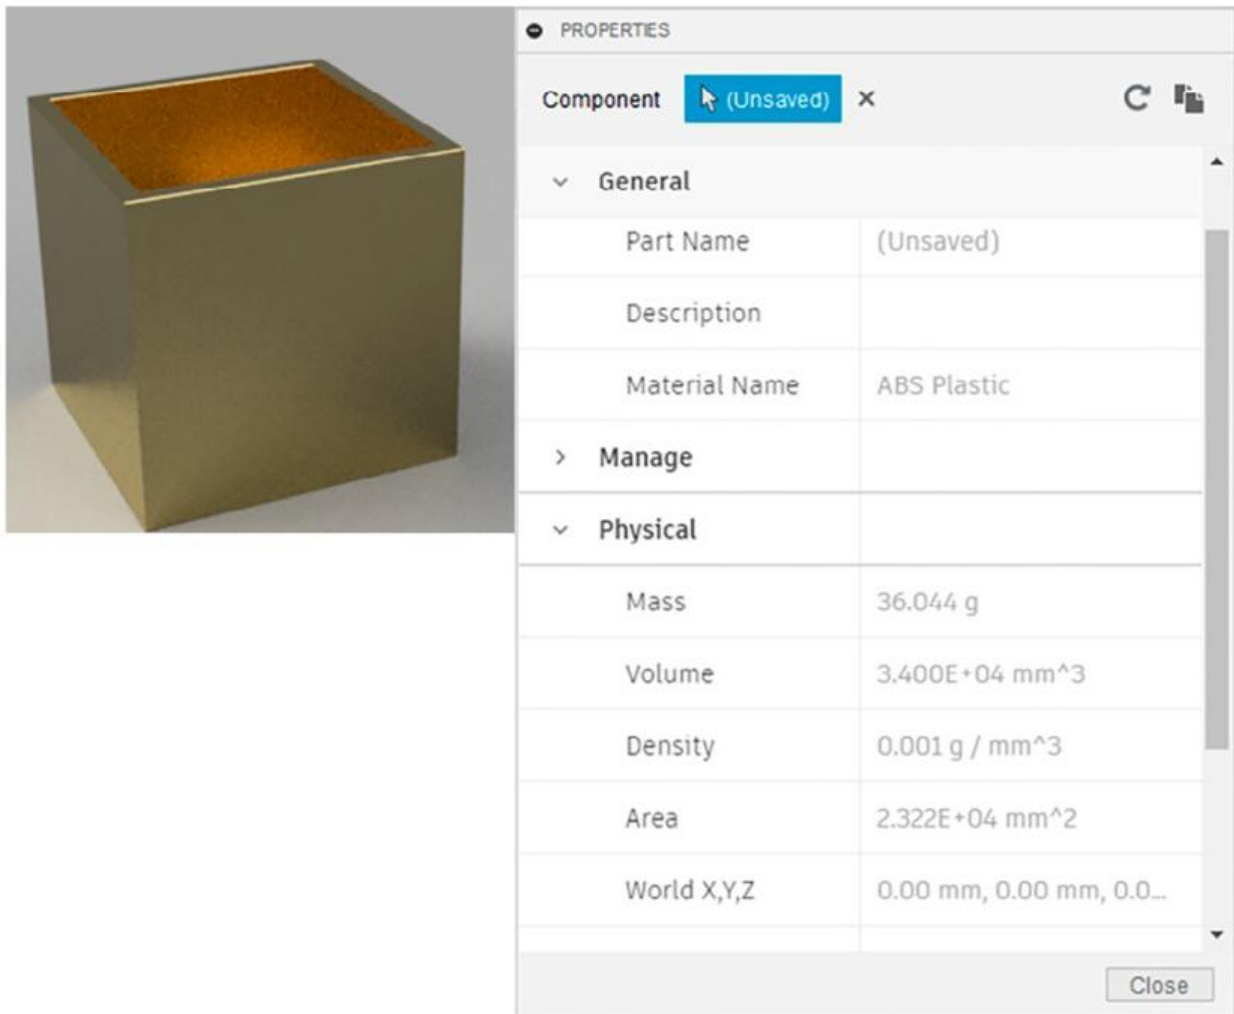 PROPERTIES
Component (Unsaved)
General
Part Name (Unsaved)
Description
Material Name ABS Plastic
Manage
Physical
Mass 36.044 g
Volume 3.400E+04 mm^3
Density 0.001 g / mm^3
Area 2.322E+04 mm^2
World X,Y,Z 0.00 mm, 0.00 mm, 0.0...
Close